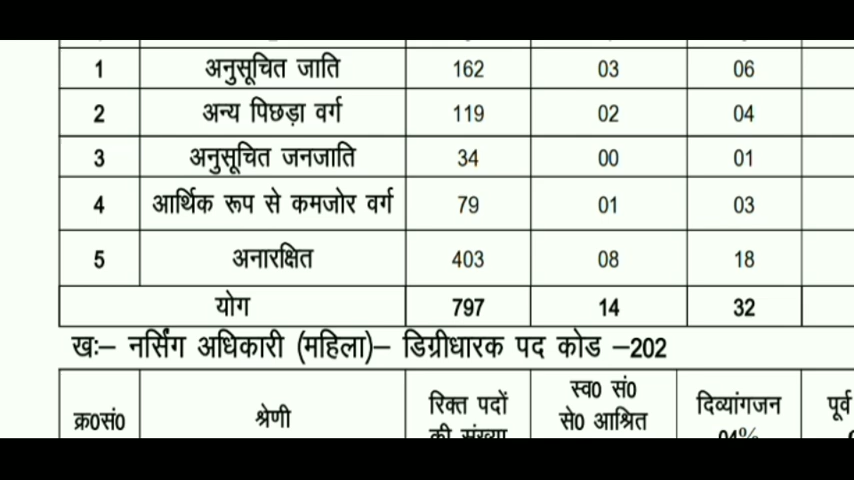 1 अनुसूचित जाति 162 03 06
2 अन्य पिछड़ा वर्ग 119 02 04
3 अनुसूचित जनजाति 34 00 01
4 आर्थिक रूप से कमजोर वर्ग 79 01 03
5 अनारक्षित 403 08 18
योग 797 14 32
खः– नर्सिंग अधिकारी (महिला)– डिग्रीधारक पद कोड –202
क्र0सं0 श्रेणी रिक्त पदों स्व0 सं0 दिव्यांगजन पूर्व
की संख्या से0 आश्रित 04%